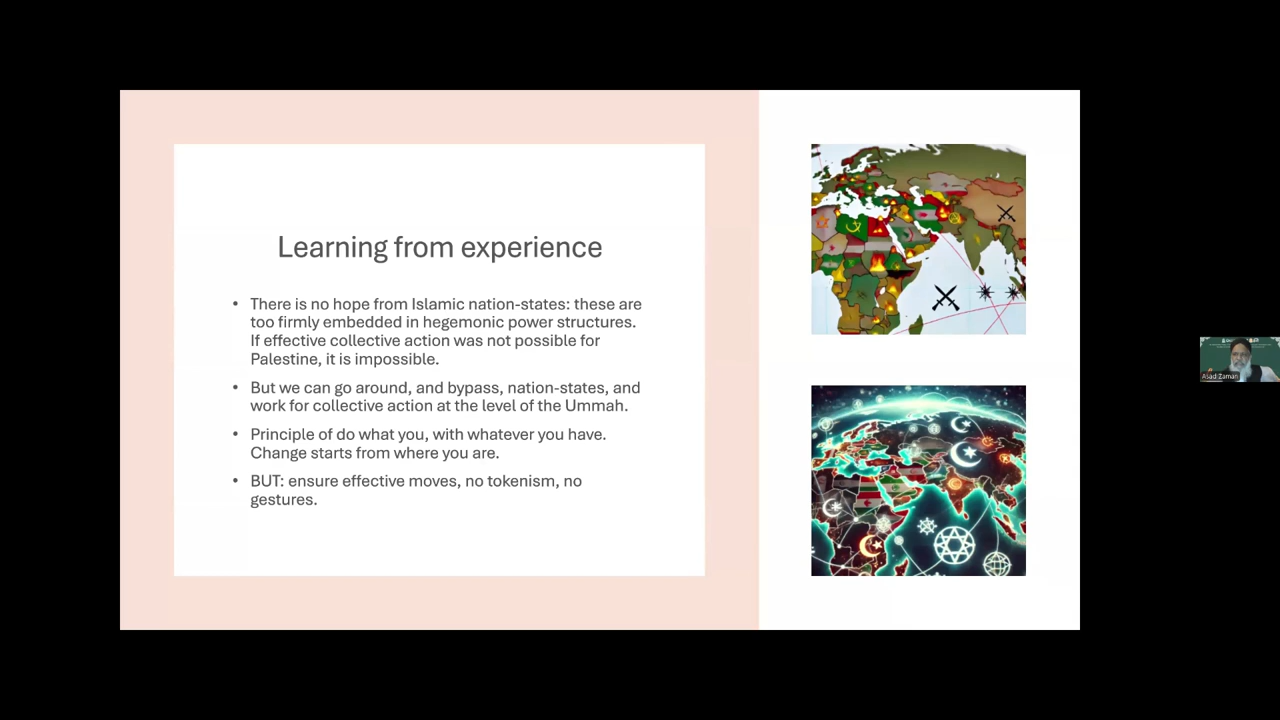 Learning from experience
• There is no hope from Islamic nation-states: these are
too firmly embedded in hegemonic power structures.
If effective collective action was not possible for
Palestine, it is impossible.
• But we can go around, and bypass, nation-states, and
work for collective action at the level of the Ummah.
• Principle of do what you, with whatever you have.
Change starts from where you are.
• BUT: ensure effective moves, no tokenism, no
gestures.
Asad Zaman